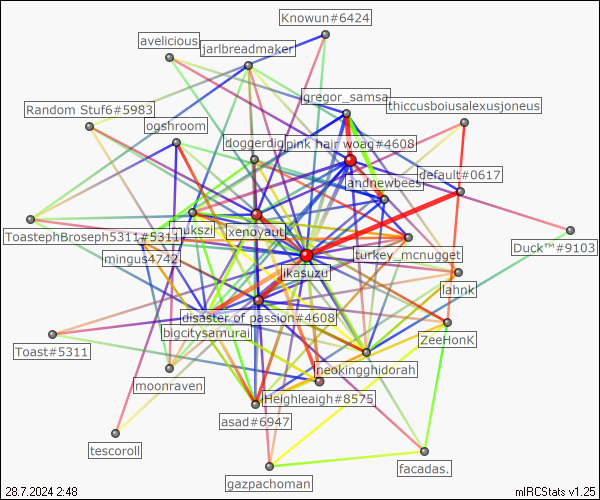 Knowun#6424
avelicious
jarlbreadmaker
gregor_samsa
thiccusboiusalexusjoneus
Random Stuf6#5983
ogshroom
doggerdig
pink hair woag#4608
default#0617
andnewbees
mukszi
xenoyaut
ToastephBroseph5311#5311
Duck™#9103
mingus4742
turkey_mcnugget
ikasuzu
lahnk
disaster of passion#4608
bigcitysamurai
ZeeHonK
Toast#5311
neokingghidorah
moonraven
Heighleaigh#8575
asad#6947
tescoroll
facadas.
gazpachoman
28.7.2024 2:48
mIRCStats v1.25